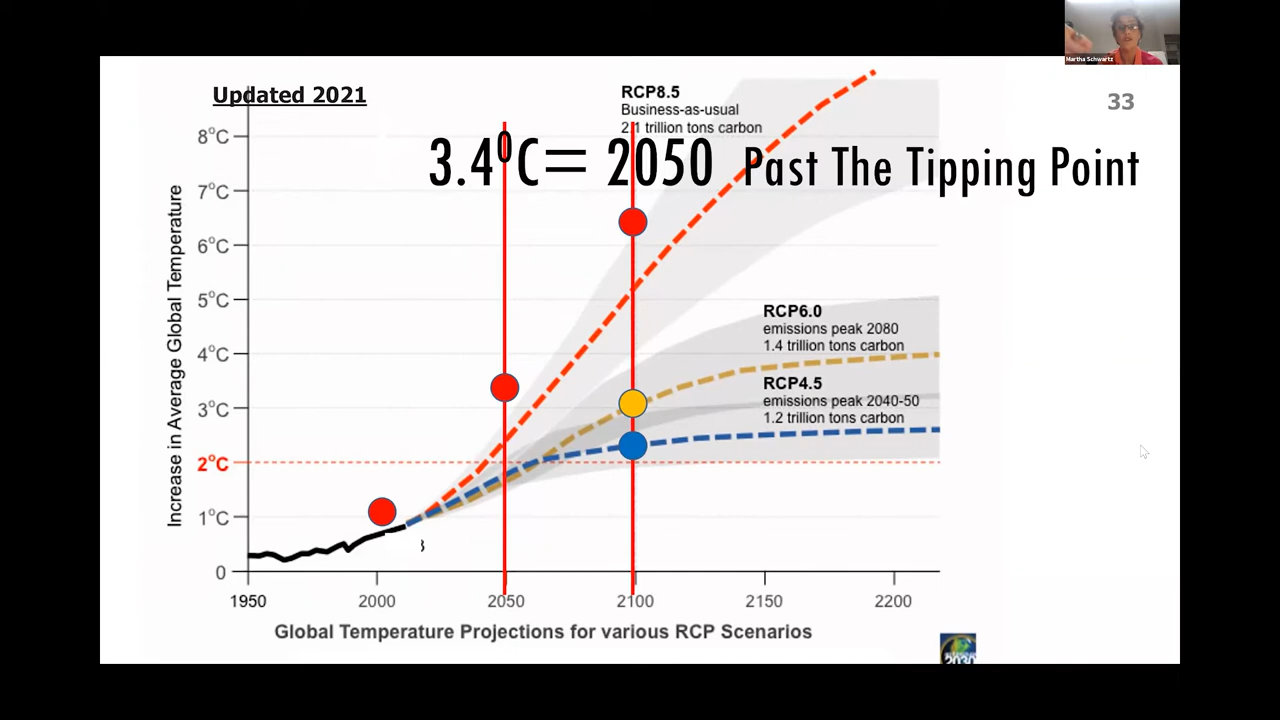 Martha Schwartz
Updated 2021
33
RCP8.5
Business-as-usual
2.1 trillion tons carbon
3.4⁰C= 2050 Past The Tipping Point
8°C
7°C
6°C
5°C
4°C
3°C
2°C
1°C
0
Increase in Average Global Temperature
RCP6.0
emissions peak 2080
1.4 trillion tons carbon
RCP4.5
emissions peak 2040-50
1.2 trillion tons carbon
1950 2000 2050 2100 2150 2200
Global Temperature Projections for various RCP Scenarios
2030